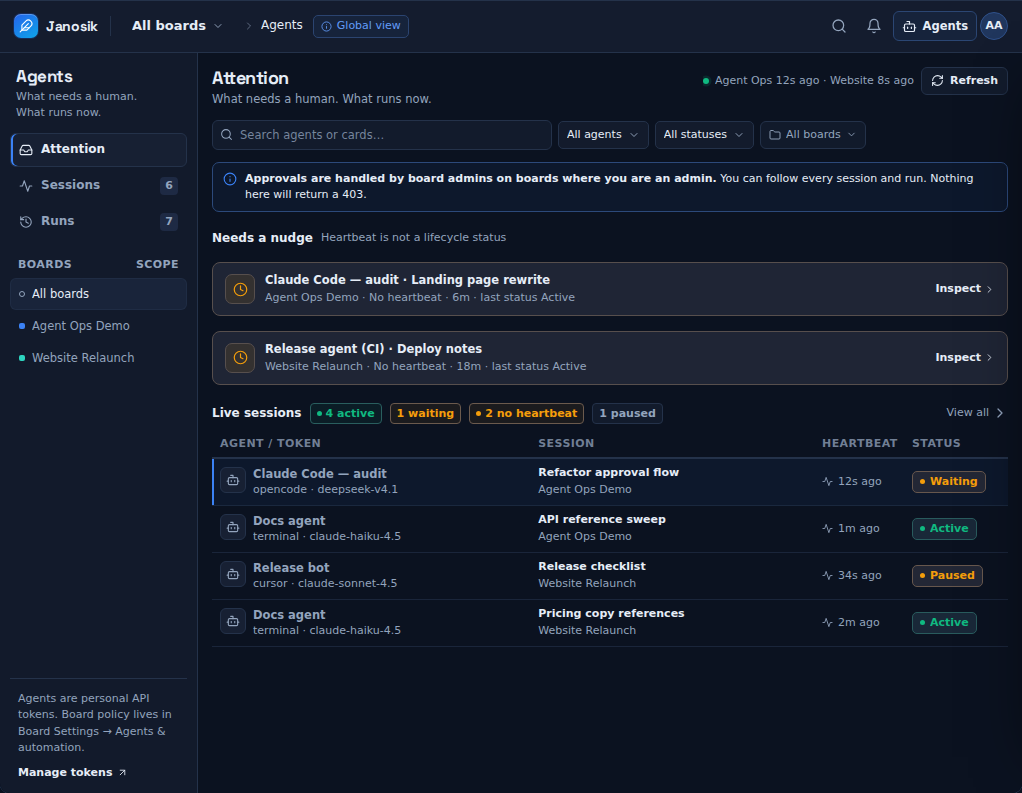 Janosik
All boards
Agents
Global view
Agents
AA
Agents
What needs a human.
What runs now.
Attention
Sessions 6
Runs 7
BOARDS SCOPE
All boards
Agent Ops Demo
Website Relaunch
Agents are personal API
tokens. Board policy lives in
Board Settings → Agents &
automation.
Manage tokens ↗
Attention
What needs a human. What runs now.
Agent Ops 12s ago · Website 8s ago
Refresh
Search agents or cards...
All agents
All statuses
All boards
Approvals are handled by board admins on boards where you are an admin. You can follow every session and run. Nothing
here will return a 403.
Needs a nudge Heartbeat is not a lifecycle status
Claude Code — audit · Landing page rewrite
Agent Ops Demo · No heartbeat · 6m · last status Active
Inspect
Release agent (CI) · Deploy notes
Website Relaunch · No heartbeat · 18m · last status Active
Inspect
Live sessions 4 active 1 waiting 2 no heartbeat 1 paused View all
AGENT / TOKEN SESSION HEARTBEAT STATUS
Claude Code — audit
opencode · deepseek-v4.1
Refactor approval flow
Agent Ops Demo
12s ago
Waiting
Docs agent
terminal · claude-haiku-4.5
API reference sweep
Agent Ops Demo
1m ago
Active
Release bot
cursor · claude-sonnet-4.5
Release checklist
Website Relaunch
34s ago
Paused
Docs agent
terminal · claude-haiku-4.5
Pricing copy references
Website Relaunch
2m ago
Active